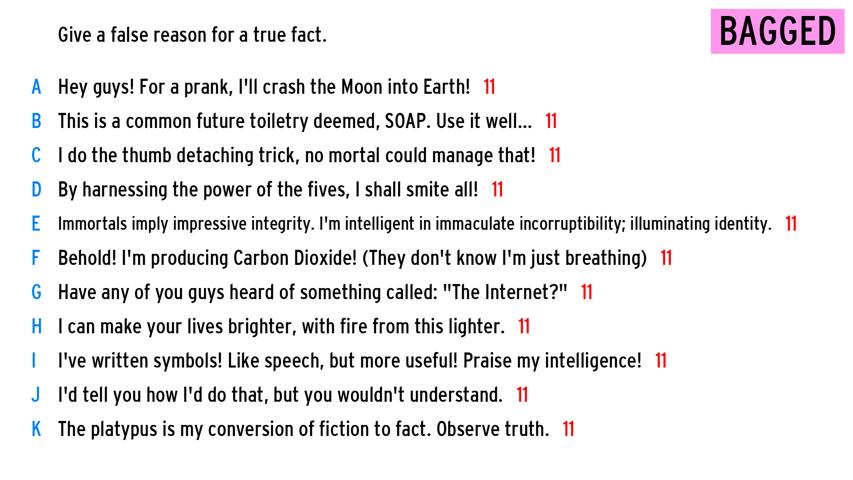 Give a false reason for a true fact.
BAGGED
A Hey guys! For a prank, I'll crash the Moon into Earth! 11
B This is a common future toiletry deemed, SOAP. Use it well... 11
C I do the thumb detaching trick, no mortal could manage that! 11
D By harnessing the power of the fives, I shall smite all! 11
E Immortals imply impressive integrity. I'm intelligent in immaculate incorruptibility; illuminating identity. 11
F Behold! I'm producing Carbon Dioxide! (They don't know I'm just breathing) 11
G Have any of you guys heard of something called: "The Internet?" 11
H I can make your lives brighter, with fire from this lighter. 11
I I've written symbols! Like speech, but more useful! Praise my intelligence! 11
J I'd tell you how I'd do that, but you wouldn't understand. 11
K The platypus is my conversion of fiction to fact. Observe truth. 11